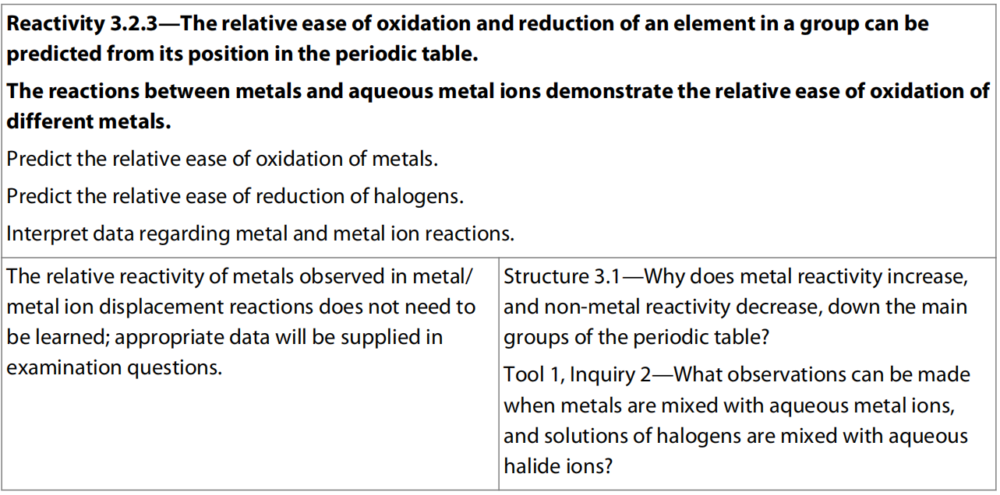 Reactivity 3.2.3—The relative ease of oxidation and reduction of an element in a group can be
predicted from its position in the periodic table.
The reactions between metals and aqueous metal ions demonstrate the relative ease of oxidation of
different metals.
Predict the relative ease of oxidation of metals.
Predict the relative ease of reduction of halogens.
Interpret data regarding metal and metal ion reactions.
The relative reactivity of metals observed in metal/
metal ion displacement reactions does not need to
be learned; appropriate data will be supplied in
examination questions.
Structure 3.1—Why does metal reactivity increase,
and non-metal reactivity decrease, down the main
groups of the periodic table?
Tool 1, Inquiry 2—What observations can be made
when metals are mixed with aqueous metal ions,
and solutions of halogens are mixed with aqueous
halide ions?